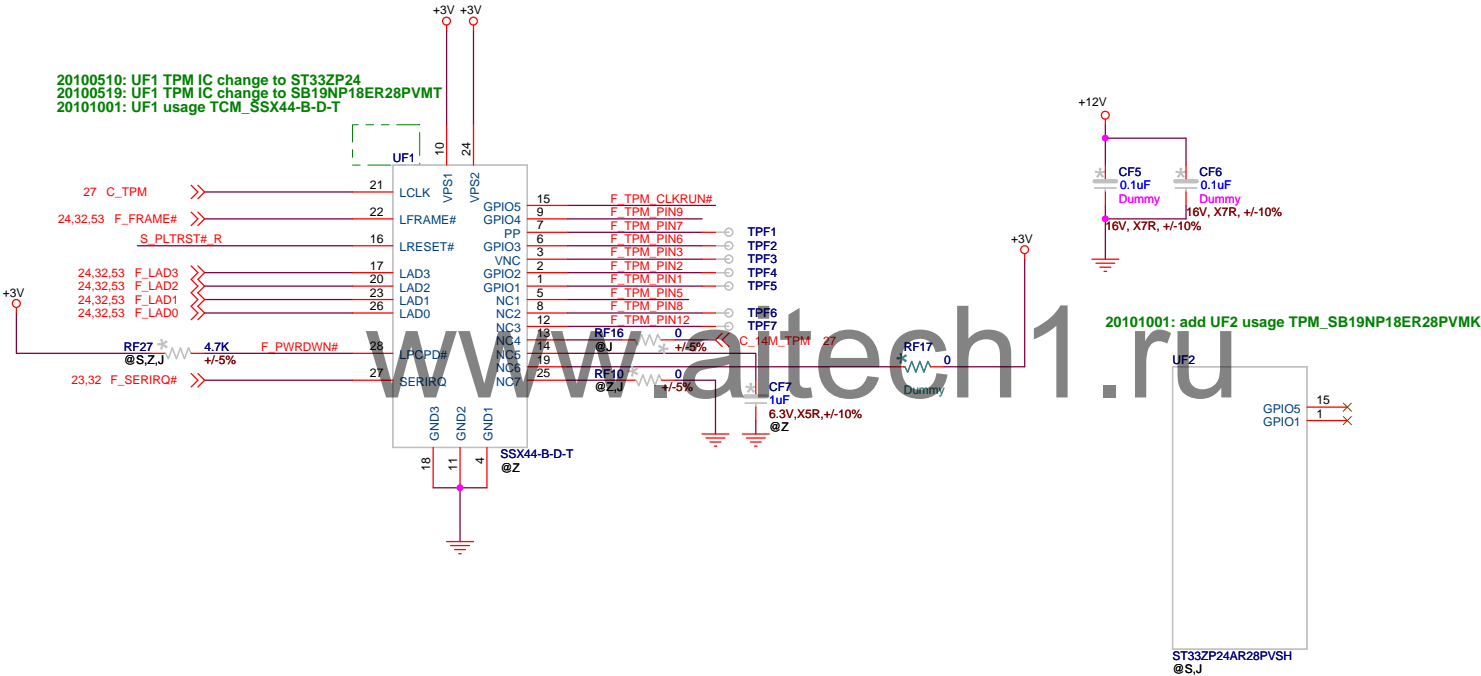 +3V +3V
20100510: UF1 TPM IC change to ST33ZP24
20100519: UF1 TPM IC change to SB19NP18ER28PVMT
20101001: UF1 usage TCM_SSX44-B-D-T
UF1
10
24
VPS1
VPS2
27 C_TPM
21
LCLK
24,32,53 F_FRAME#
22
LFRAME#
S_PLTRST#_R
16
LRESET#
24,32,53 F_LAD3
17
LAD3
24,32,53 F_LAD2
20
LAD2
24,32,53 F_LAD1
23
LAD1
24,32,53 F_LAD0
26
LAD0
+3V
RF27
4.7K
@S,Z,J
+/-5%
F_PWRDWN#
28
LPCPD#
23,32 F_SERIRQ#
27
SERIRQ
GPIO5
15
F_TPM_CLKRUN#
GPIO4
9
F_TPM_PIN9
PP
7
F_TPM_PIN7
TPF1
GPIO3
6
F_TPM_PIN6
TPF2
VNC
3
F_TPM_PIN3
TPF3
GPIO2
2
F_TPM_PIN2
TPF4
GPIO1
1
F_TPM_PIN1
TPF5
NC1
5
F_TPM_PIN5
NC2
8
F_TPM_PIN8
TPF6
NC3
12
F_TPM_PIN12
TPF7
NC4
13
RF16
0
@J
+/-5%
C_14M_TPM 27
NC5
14
NC6
19
NC7
25
RF10
0
@Z,J
+/-5%
CF7
1uF
6.3V,X5R,+/-10%
@Z
RF17
0
Dummy
+3V
GND3
GND2
GND1
18
11
4
SSX44-B-D-T
@Z
+12V
CF5
0.1uF
Dummy
16V, X7R, +/-10%
CF6
0.1uF
Dummy
16V, X7R, +/-10%
20101001: add UF2 usage TPM_SB19NP18ER28PVMK
UF2
GPIO5
15
GPIO1
1
ST33ZP24AR28PVSH
@S,J
www.aitech1.ru